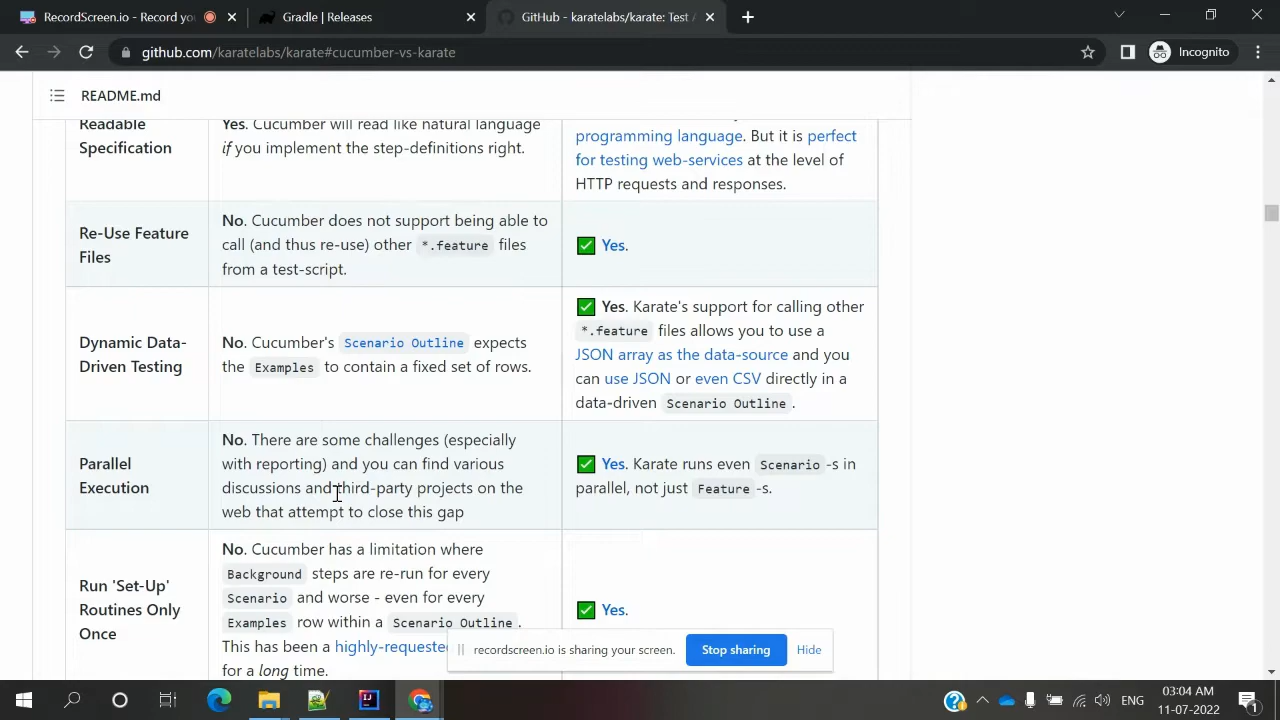 RecordScreen.io - Record yo
Gradle | Releases
GitHub - karatelabs/karate: Test A
github.com/karatelabs/karate#cucumber-vs-karate
Incognito
README.md
Readable
Specification
Yes. Cucumber will read like natural language
if you implement the step-definitions right.
programming language. But it is perfect
for testing web-services at the level of
HTTP requests and responses.
Re-Use Feature
Files
No. Cucumber does not support being able to
call (and thus re-use) other *.feature files
from a test-script.
Yes.
Dynamic Data-
Driven Testing
No. Cucumber's Scenario Outline expects
the Examples to contain a fixed set of rows.
Yes. Karate's support for calling other
*.feature files allows you to use a
JSON array as the data-source and you
can use JSON or even CSV directly in a
data-driven Scenario Outline.
Parallel
Execution
No. There are some challenges (especially
with reporting) and you can find various
discussions and third-party projects on the
web that attempt to close this gap
Yes. Karate runs even Scenario -s in
parallel, not just Feature -s.
Run 'Set-Up'
Routines Only
Once
No. Cucumber has a limitation where
Background steps are re-run for every
Scenario and worse - even for every
Examples row within a Scenario Outline.
This has been a highly-requested
for a long time.
Yes.
recordscreen.io is sharing your screen.
Stop sharing
Hide
ENG
03:04 AM
11-07-2022
1